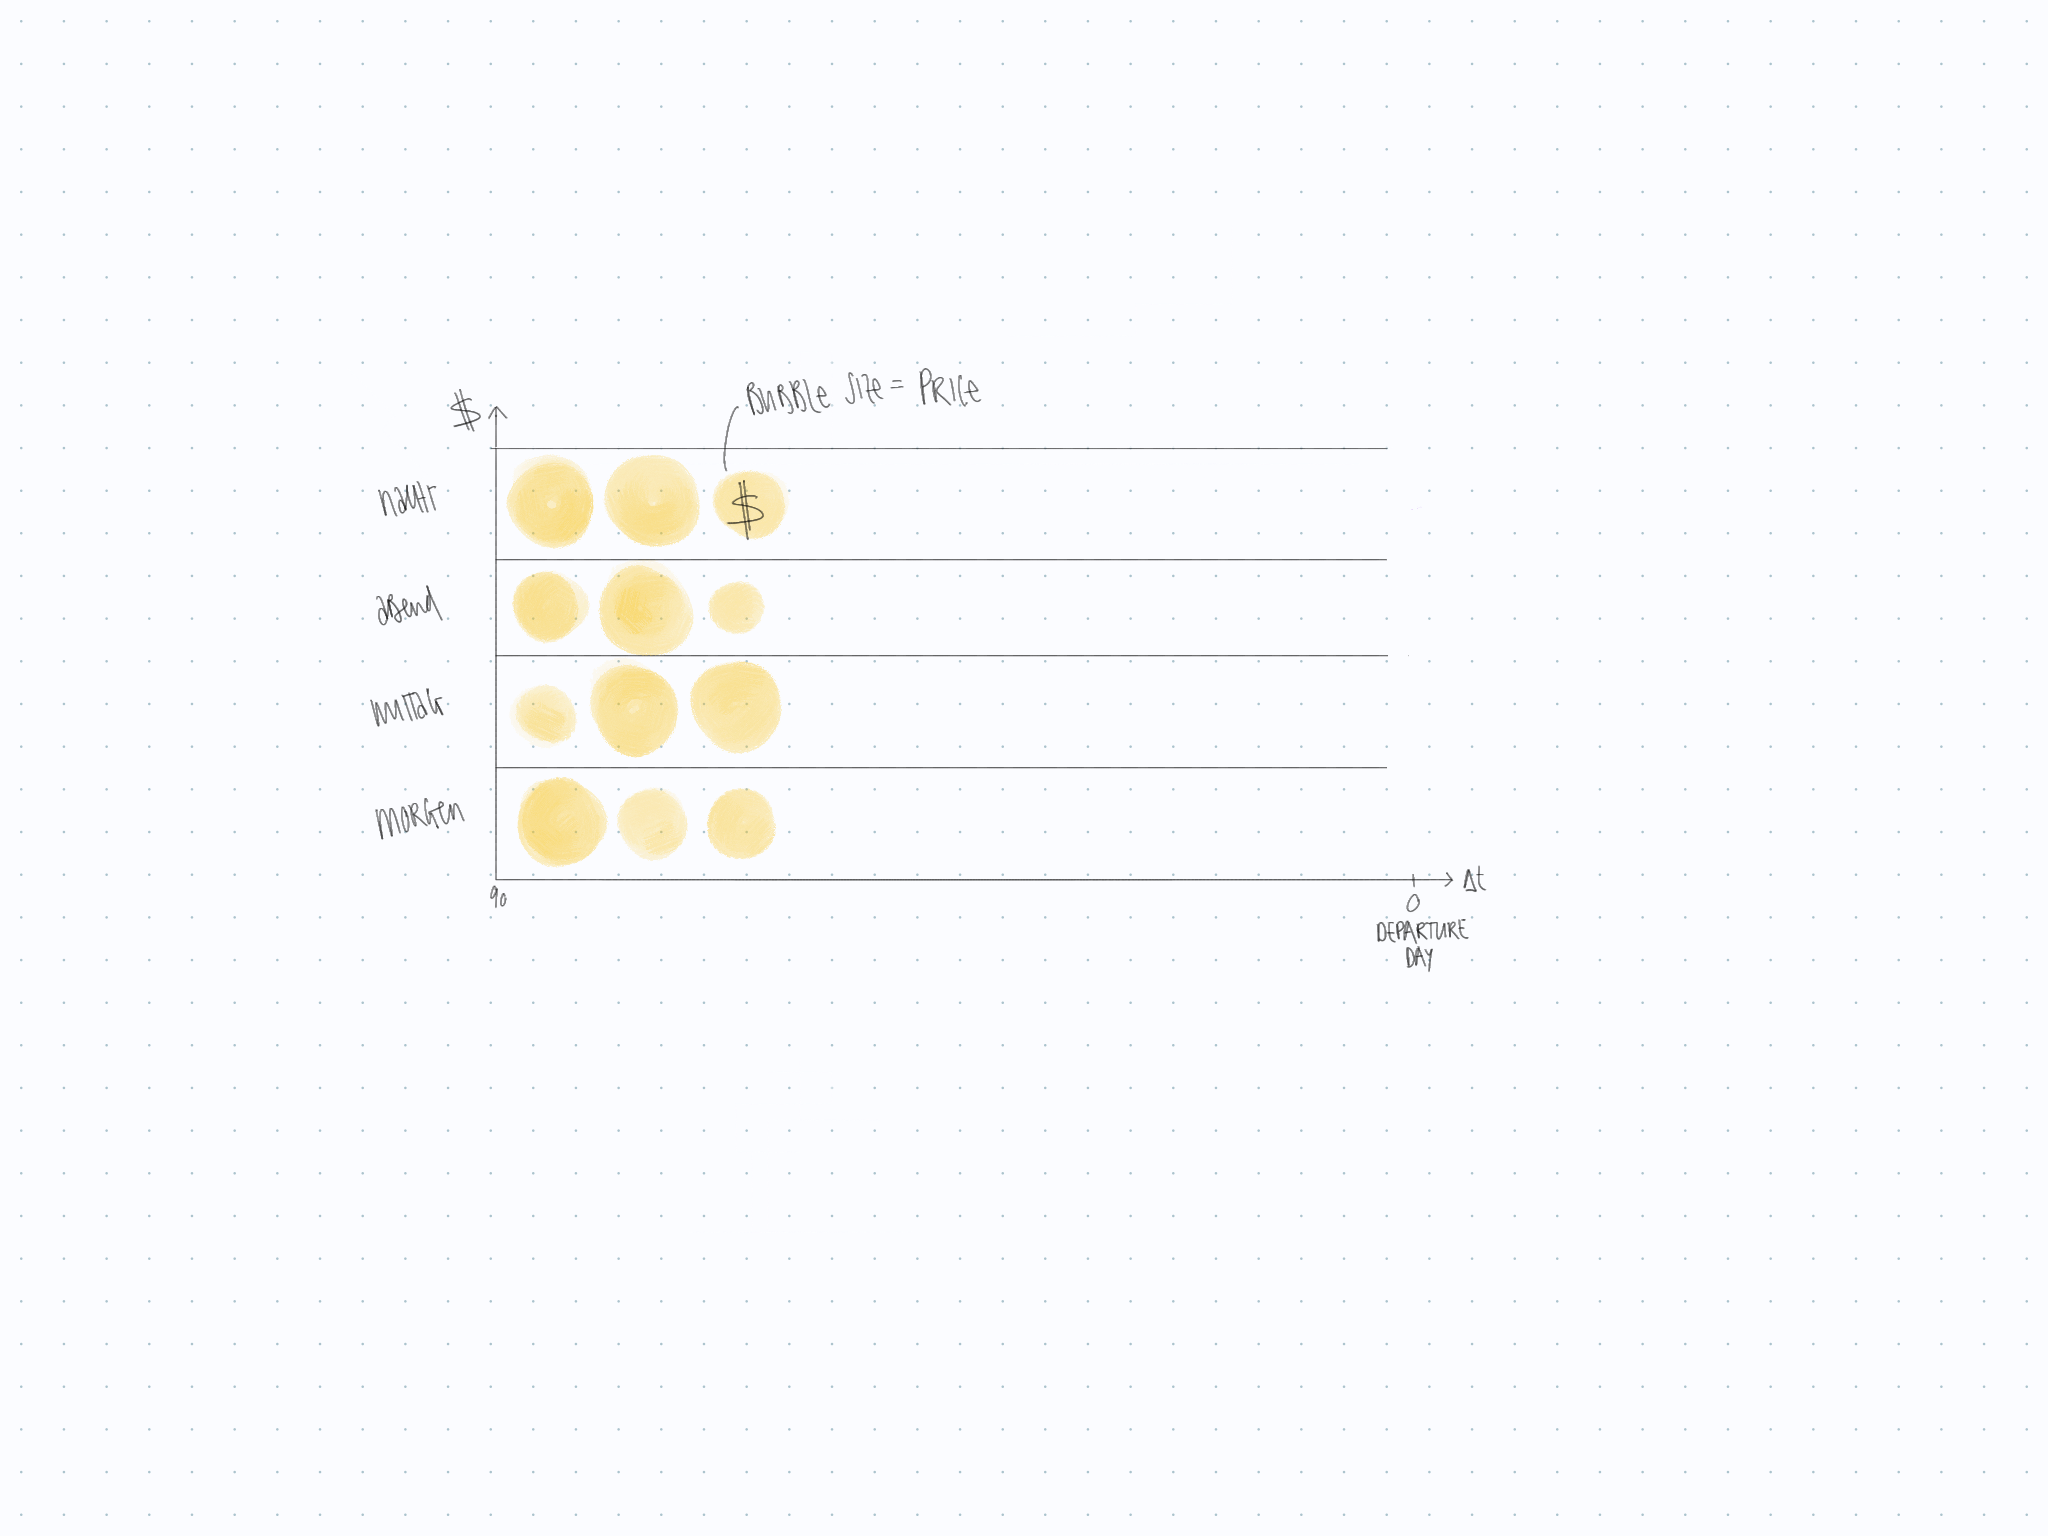 BUBBLE SIZE = PRICE
$
NACHT
$
ABEND
MITTAG
MORGEN
Δt
90
0
DEPARTURE
DAY